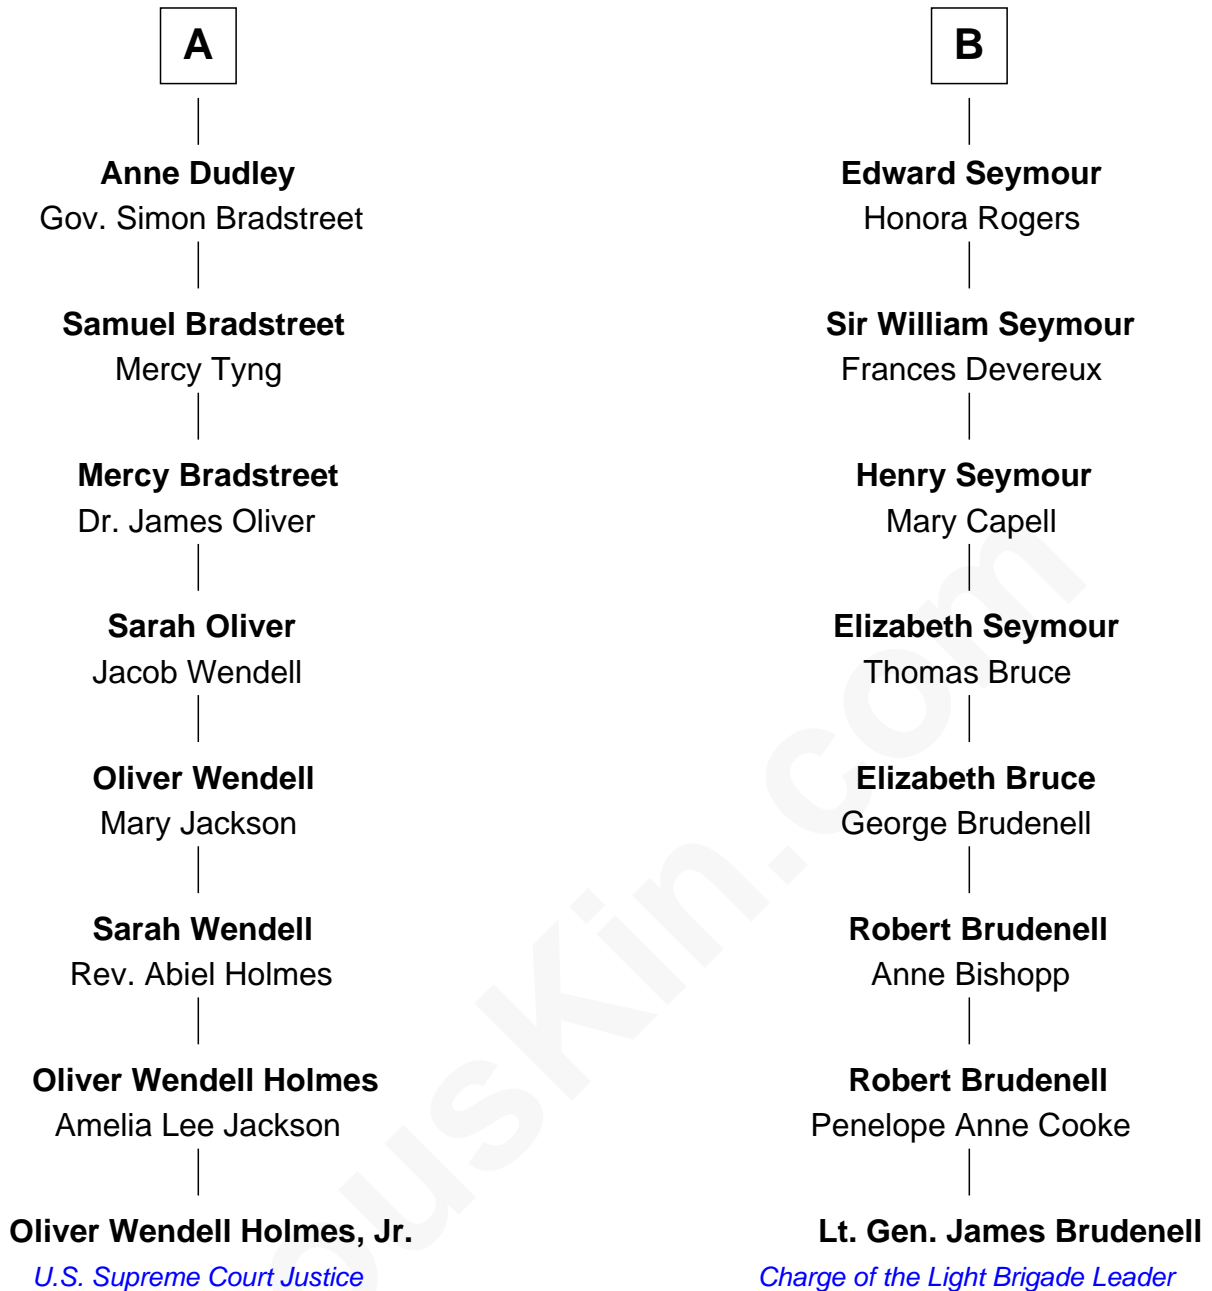 A
Anne Dudley
Gov. Simon Bradstreet
Samuel Bradstreet
Mercy Tyng
Mercy Bradstreet
Dr. James Oliver
Sarah Oliver
Jacob Wendell
Oliver Wendell
Mary Jackson
Sarah Wendell
Rev. Abiel Holmes
Oliver Wendell Holmes
Amelia Lee Jackson
Oliver Wendell Holmes, Jr.
U.S. Supreme Court Justice
B
Edward Seymour
Honora Rogers
Sir William Seymour
Frances Devereux
Henry Seymour
Mary Capell
Elizabeth Seymour
Thomas Bruce
Elizabeth Bruce
George Brudenell
Robert Brudenell
Anne Bishopp
Robert Brudenell
Penelope Anne Cooke
Lt. Gen. James Brudenell
Charge of the Light Brigade Leader
ousKin.com